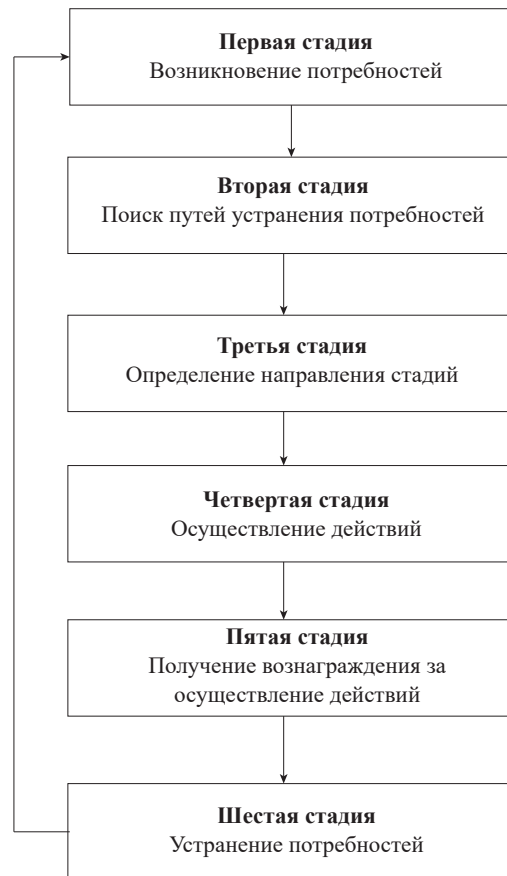 Первая стадия
Возникновение потребностей
Вторая стадия
Поиск путей устранения потребностей
Третья стадия
Определение направления стадий
Четвертая стадия
Осуществление действий
Пятая стадия
Получение вознаграждения за
осуществление действий
Шестая стадия
Устранение потребностей